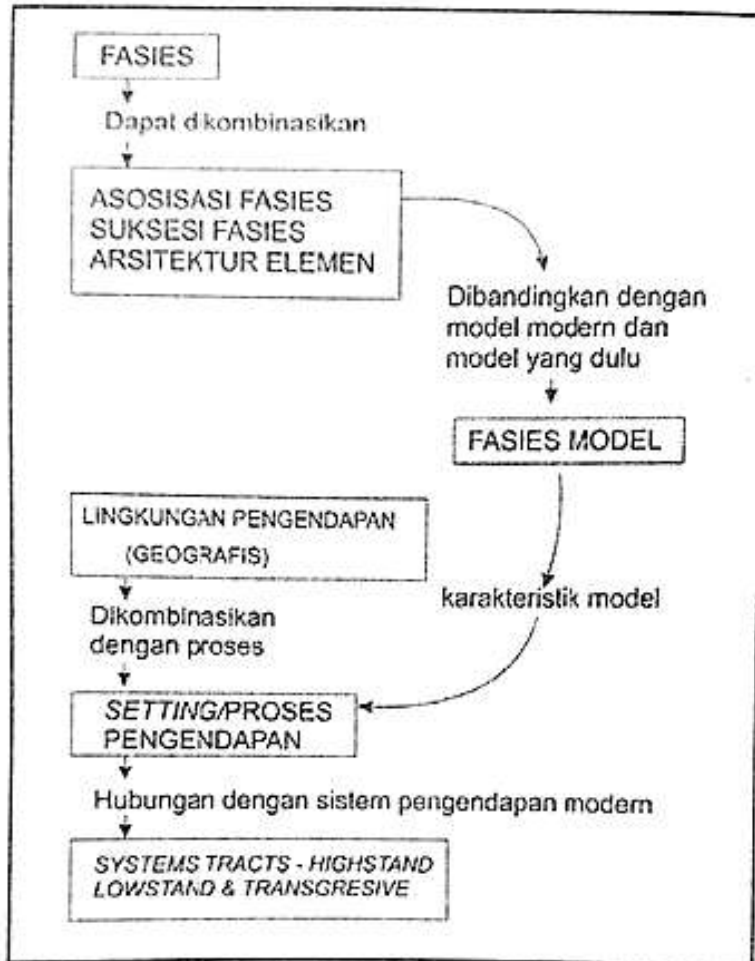 FASIES
Dapat dikombinasikan
ASOSISASI FASIES
SUKSESI FASIES
ARSITEKTUR ELEMEN
Dibandingkan dengan
model modern dan
model yang dulu
FASIES MODEL
LINGKUNGAN PENGENDAPAN
(GEOGRAFIS)
karakteristik model
Dikombinasikan
dengan proses
SETTING/PROSES
PENGENDAPAN
Hubungan dengan sistem pengendapan modern
SYSTEMS TRACTS - HIGHSTAND
LOWSTAND & TRANSGRESIVE